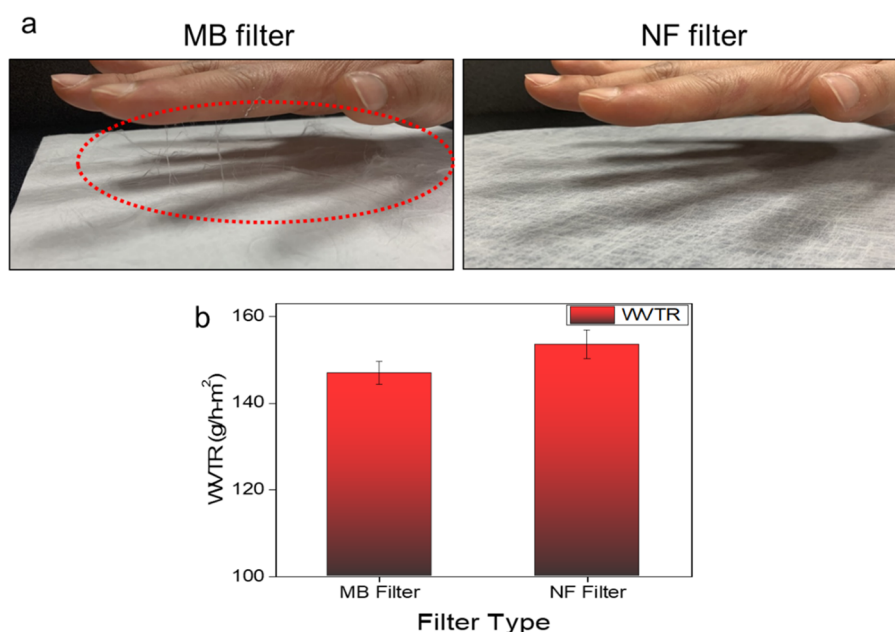 a
MB filter
NF filter
b
WVTR
WVTR (g/h-m²)
160
140
120
100
MB Filter
NF Filter
Filter Type